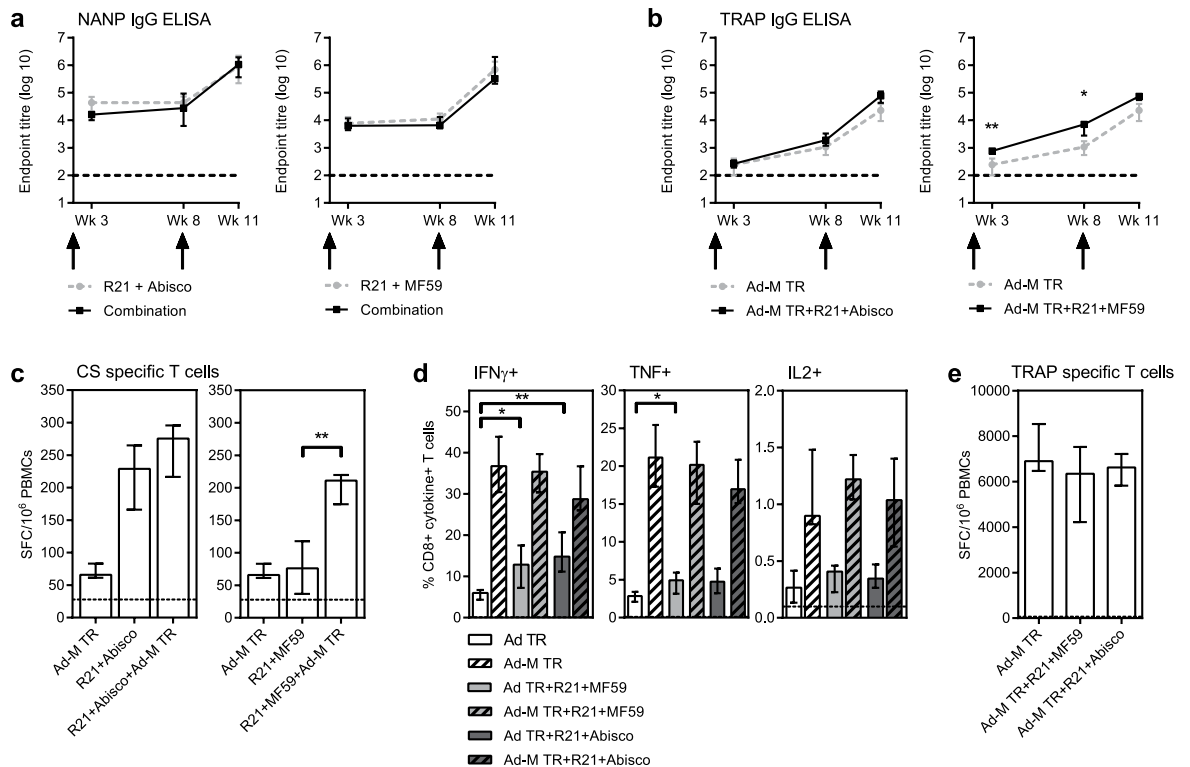 a NANP IgG ELISA
Endpoint titre (log 10)
7
6
5
4
3
2
1
Wk 3 Wk 8 Wk 11
R21 + Abisco
Combination
Endpoint titre (log 10)
7
6
5
4
3
2
1
Wk 3 Wk 8 Wk 11
R21 + MF59
Combination
b TRAP IgG ELISA
Endpoint titre (log 10)
7
6
5
4
3
2
1
Wk 3 Wk 8 Wk 11
Ad-M TR
Ad-M TR+R21+Abisco
Endpoint titre (log 10)
7
6
5
4
3
2
1
** *
Wk 3 Wk 8 Wk 11
Ad-M TR
Ad-M TR+R21+MF59
c CS specific T cells
SFC/10⁶ PBMCs
350
300
250
200
150
100
50
0
Ad-M TR
R21+Abisco
R21+Abisco+Ad-M TR
350
300
250
200
150
100
50
0
**
Ad-M TR
R21+MF59
R21+MF59+Ad-M TR
d IFNγ+ TNF+ IL2+
% CD8+ cytokine+ T cells
60
50
40
30
20
10
0
**
*
30
25
20
15
10
5
0
*
2.0
1.5
1.0
0.5
0.0
Ad TR
Ad-M TR
Ad TR+R21+MF59
Ad-M TR+R21+MF59
Ad TR+R21+Abisco
Ad-M TR+R21+Abisco
e TRAP specific T cells
SFC/10⁶ PBMCs
10000
8000
6000
4000
2000
0
Ad-M TR
Ad-M TR+R21+MF59
Ad-M TR+R21+Abisco